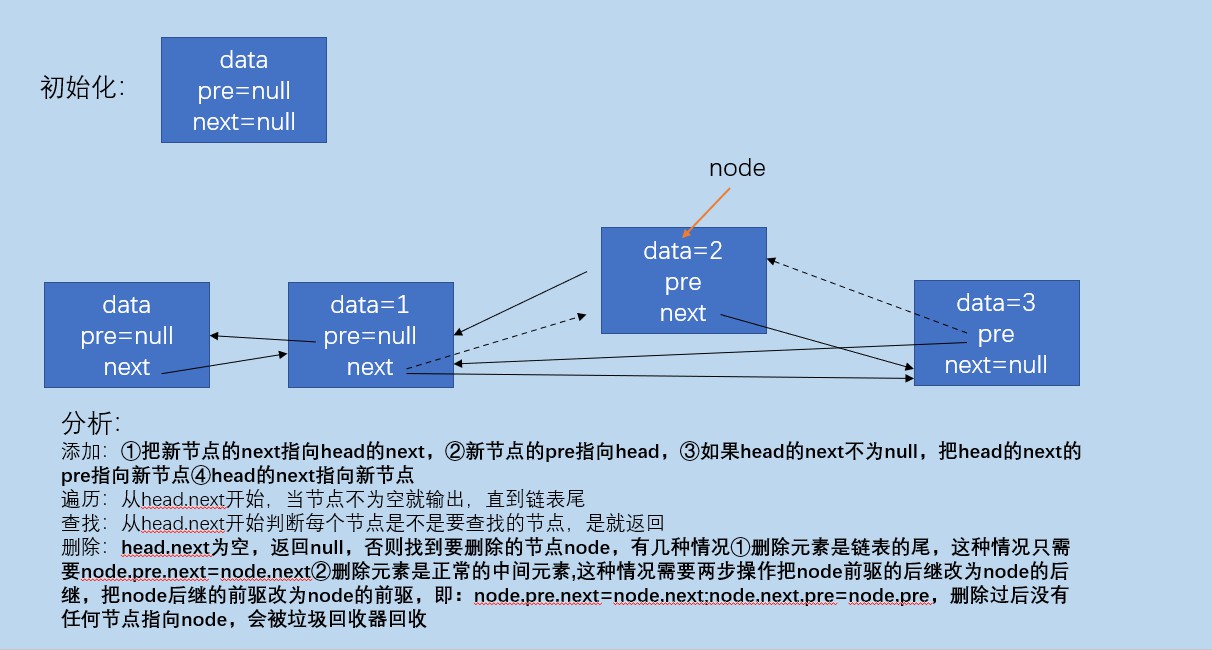 初始化：
data
pre=null
next=null
node
data
pre=null
next
data=1
pre=null
next
data=2
pre
next
data=3
pre
next=null
分析：
添加：①把新节点的next指向head的next，②新节点的pre指向head，③如果head的next不为null，把head的next的
pre指向新节点④head的next指向新节点
遍历：从head.next开始，当节点不为空就输出，直到链表尾
查找：从head.next开始判断每个节点是不是要查找的节点，是就返回
删除：head.next为空，返回null，否则找到要删除的节点node，有几种情况①删除元素是链表的尾，这种情况只需
要node.pre.next=node.next②删除元素是正常的中间元素,这种情况需要两步操作把node前驱的后继改为node的后
继，把node后继的前驱改为node的前驱，即：node.pre.next=node.next;node.next.pre=node.pre，删除过后没有
任何节点指向node，会被垃圾回收器回收